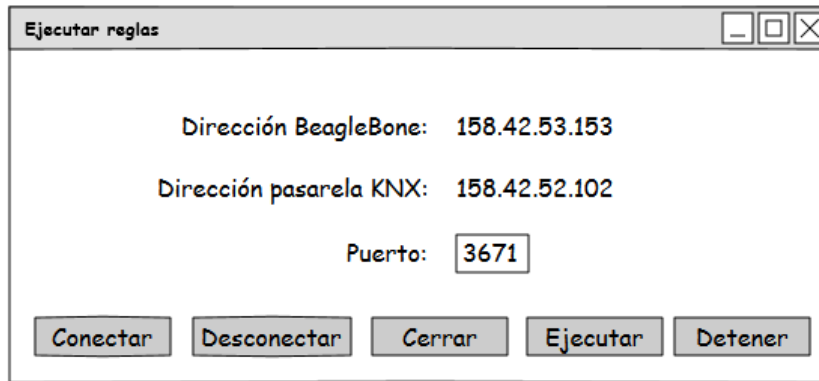 Ejecutar reglas
Dirección BeagleBone: 158.42.53.153
Dirección pasarela KNX: 158.42.52.102
Puerto: 3671
Conectar Desconectar Cerrar Ejecutar Detener